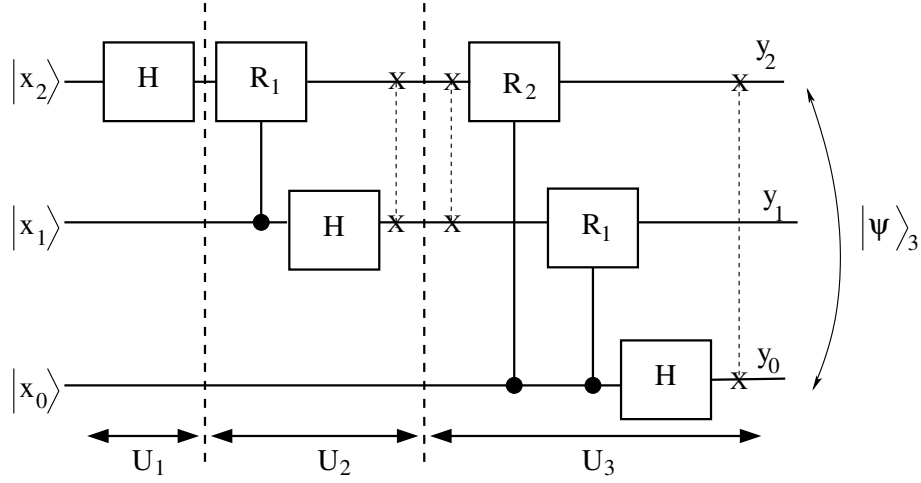 |x₂⟩ H R₁ X X R₂ y₂ X
|x₁⟩ H X X R₁ y₁ |ψ⟩₃
|x₀⟩ H y₀ X
U₁ U₂ U₃